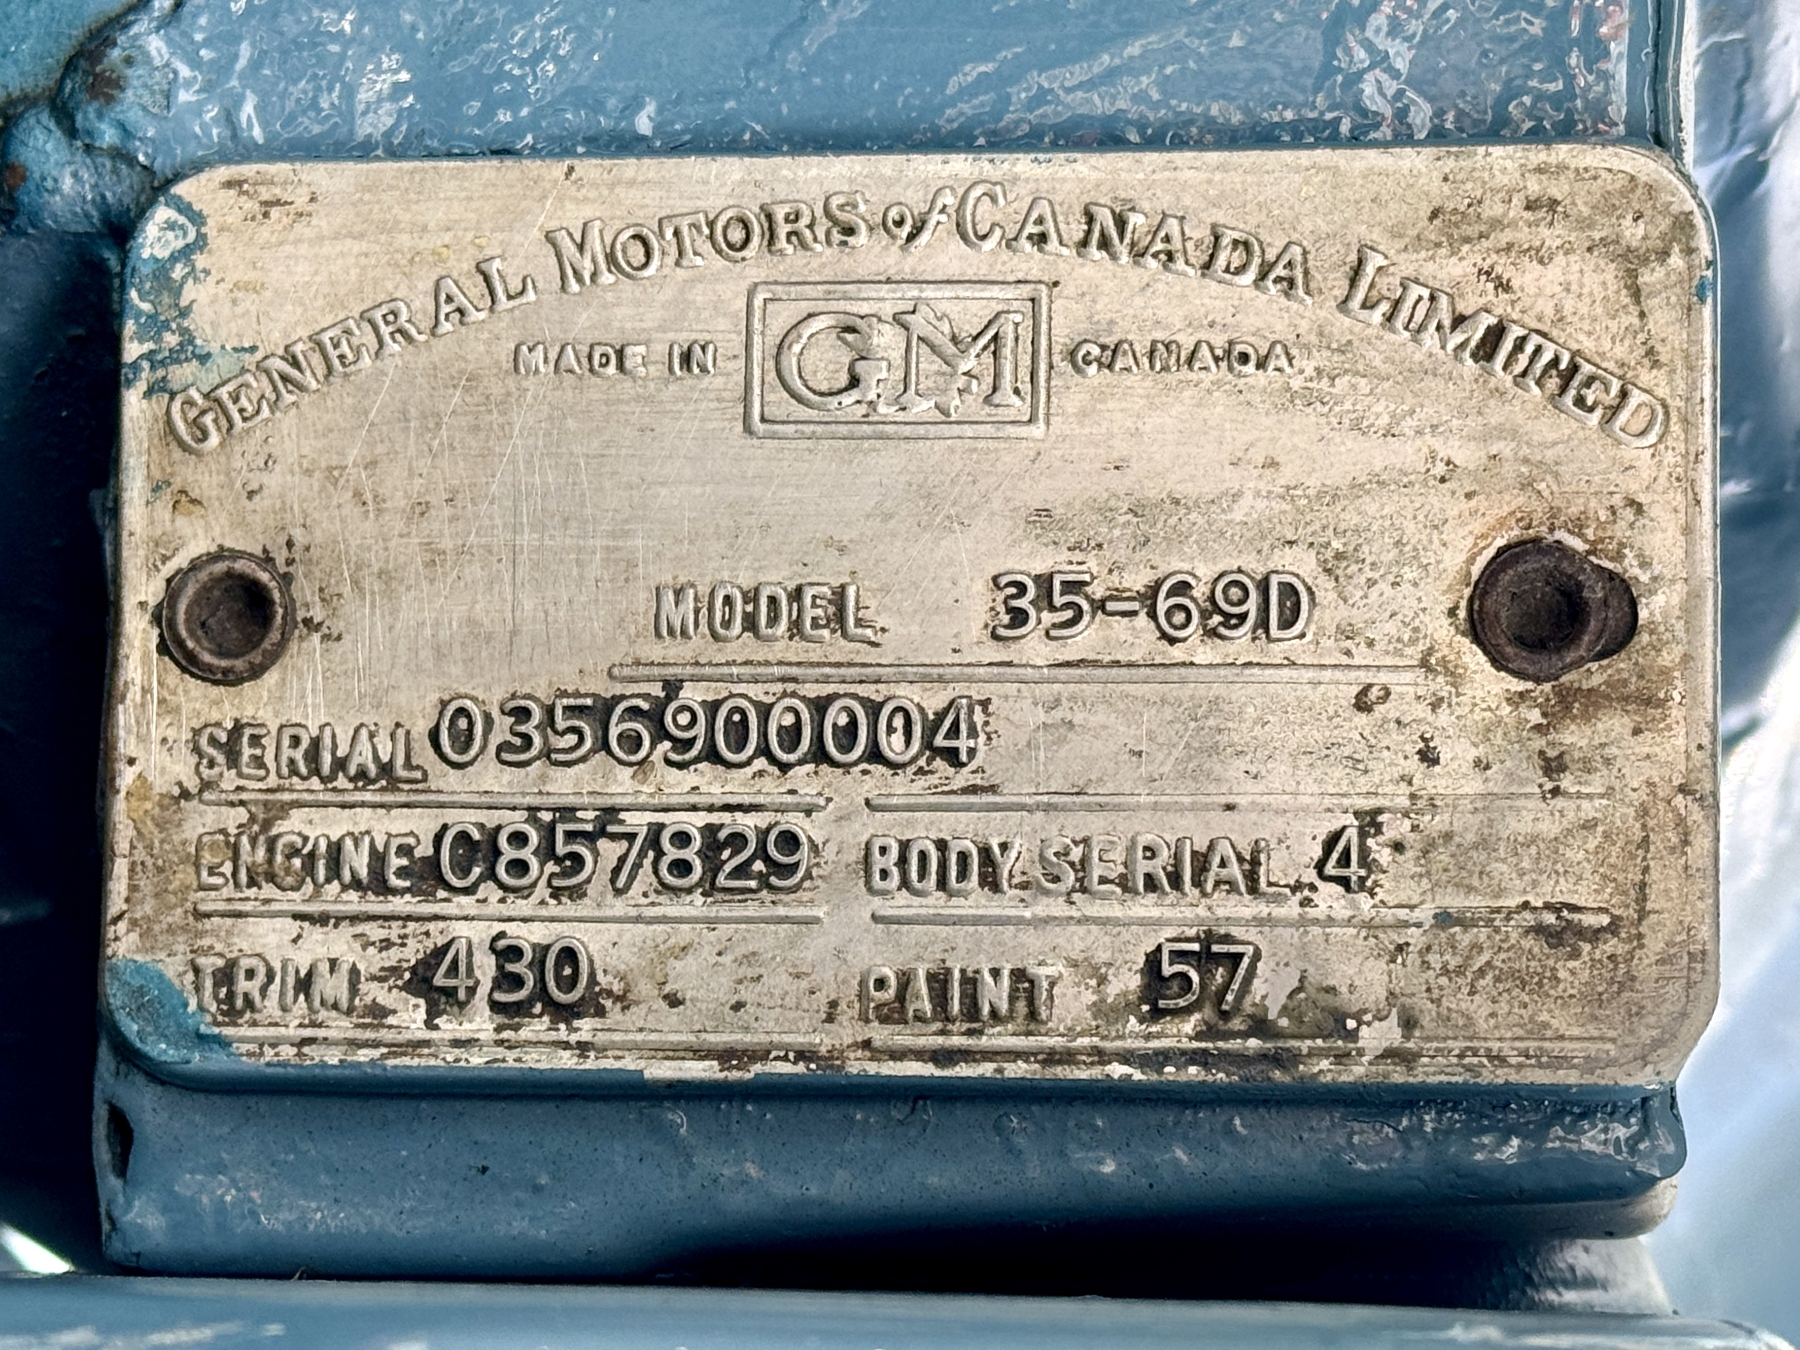 GENERAL MOTORS of CANADA LIMITED
MADE IN GM CANADA
MODEL 35-69D
SERIAL 0356900004
ENGINE C857829 BODY SERIAL 4
TRIM 430 PAINT 57